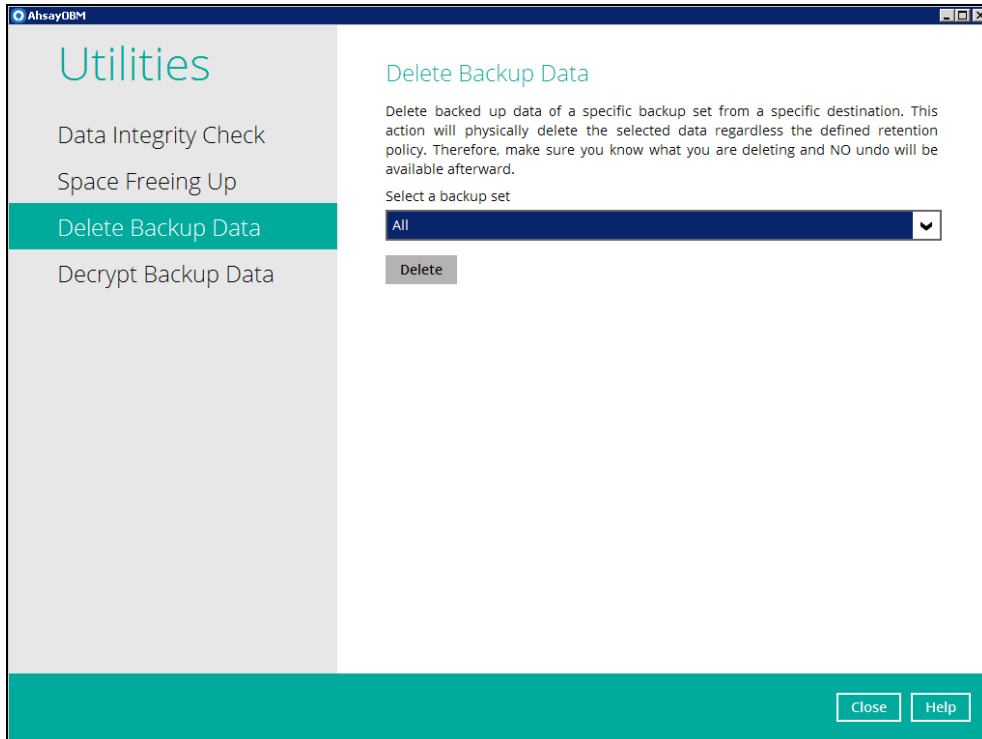 AhsayOBM
Utilities
Data Integrity Check
Space Freeing Up
Delete Backup Data
Decrypt Backup Data
Delete Backup Data
Delete backed up data of a specific backup set from a specific destination. This
action will physically delete the selected data regardless the defined retention
policy. Therefore, make sure you know what you are deleting and NO undo will be
available afterward.
Select a backup set
All
Delete
Close
Help